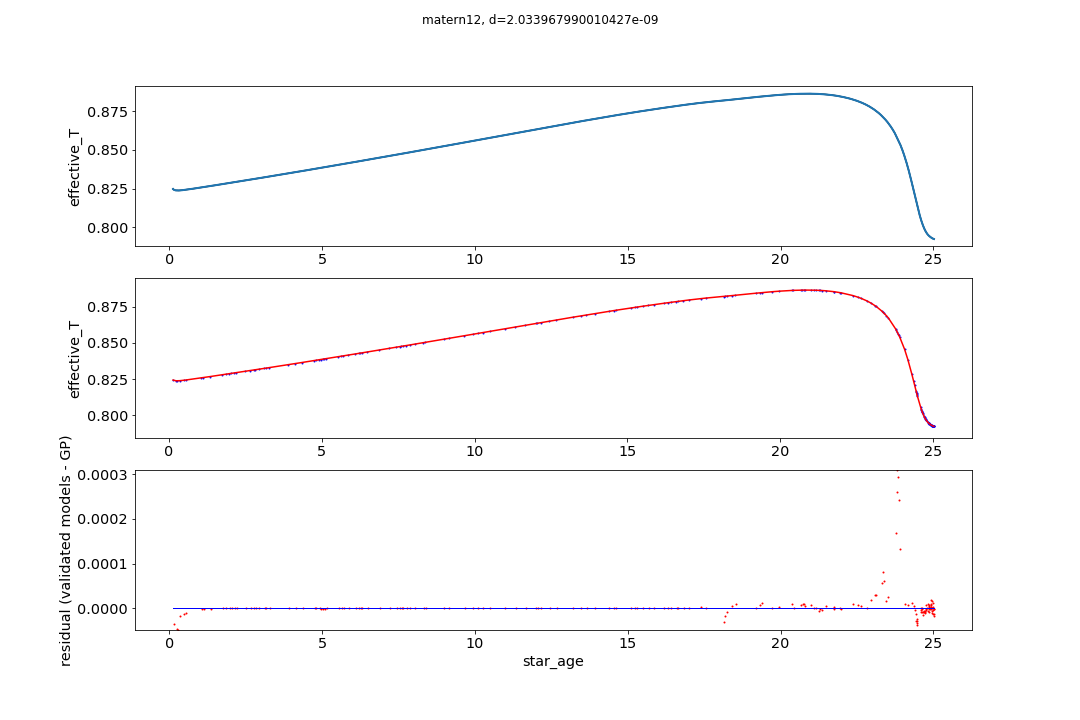 matern12, d=2.033967990010427e-09
effective_T
0.875
0.850
0.825
0.800
0 5 10 15 20 25
effective_T
0.875
0.850
0.825
0.800
0 5 10 15 20 25
residual (validated models - GP)
0.0003
0.0002
0.0001
0.0000
0 5 10 15 20 25
star_age